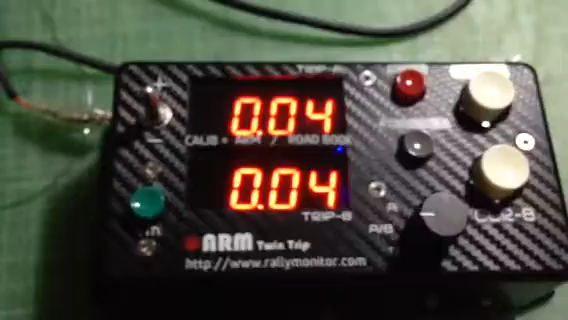 TRIP-A
+
0.04
CALIB = ARM / ROAD BOOK
-
0.04
TRIP-B
A
A/B
ARM Twin Trip
http://www.rallymonitor.com